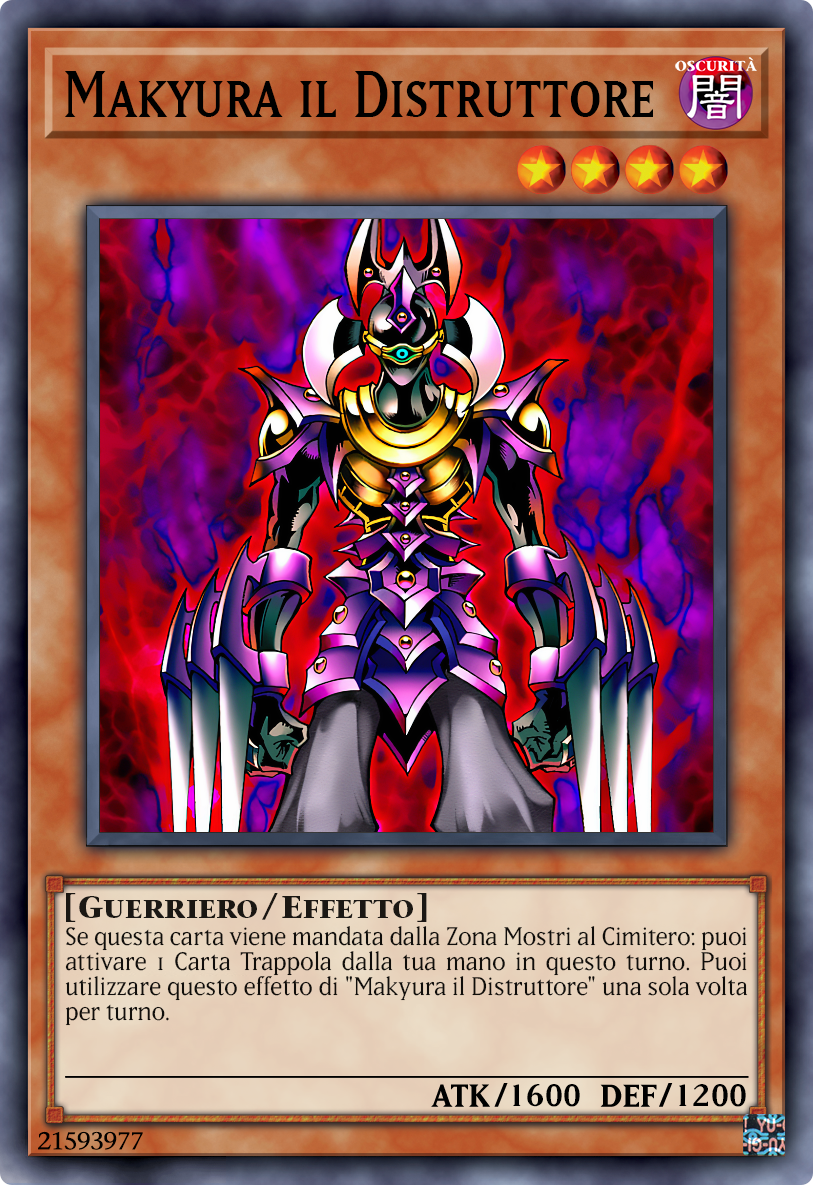 Makyura il Distruttore
OSCURITÀ
闇
[Guerriero/Effetto]
Se questa carta viene mandata dalla Zona Mostri al Cimitero: puoi
attivare 1 Carta Trappola dalla tua mano in questo turno. Puoi
utilizzare questo effetto di "Makyura il Distruttore" una sola volta
per turno.
ATK/1600 DEF/1200
21593977